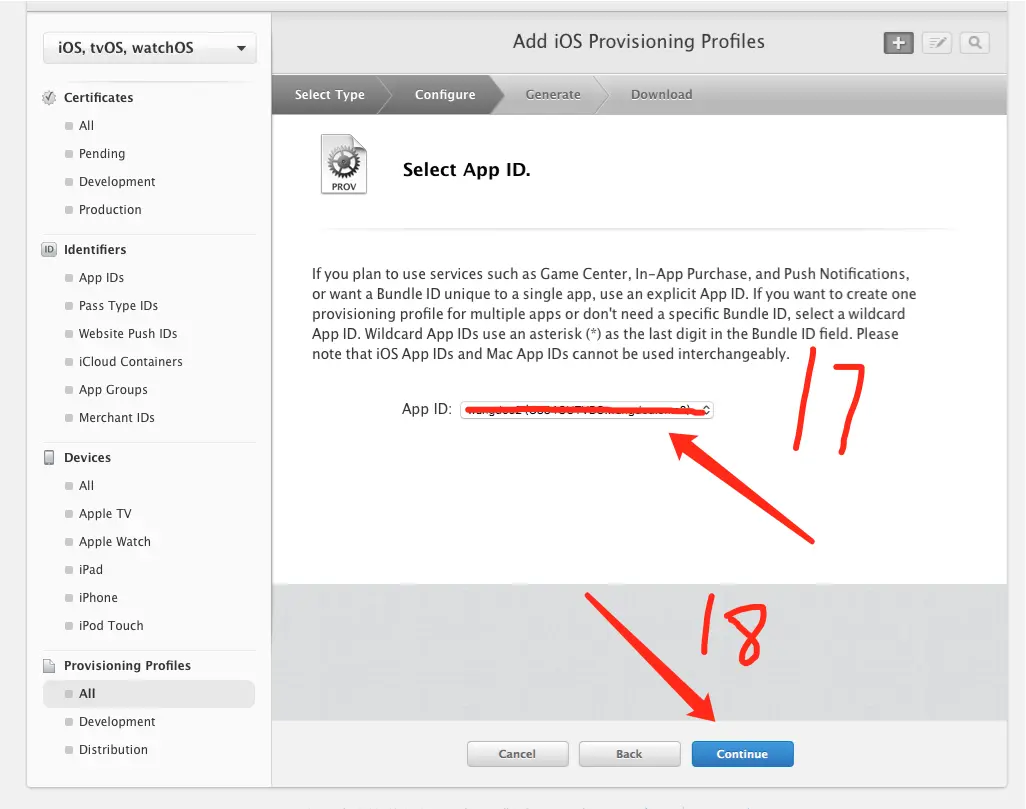 iOS, tvOS, watchOS
Add iOS Provisioning Profiles
Certificates
All
Pending
Development
Production
ID Identifiers
App IDs
Pass Type IDs
Website Push IDs
iCloud Containers
App Groups
Merchant IDs
Devices
All
Apple TV
Apple Watch
iPad
iPhone
iPod Touch
Provisioning Profiles
All
Development
Distribution
Select Type
Configure
Generate
Download
PROV
Select App ID.
If you plan to use services such as Game Center, In-App Purchase, and Push Notifications,
or want a Bundle ID unique to a single app, use an explicit App ID. If you want to create one
provisioning profile for multiple apps or don't need a specific Bundle ID, select a wildcard
App ID. Wildcard App IDs use an asterisk (*) as the last digit in the Bundle ID field. Please
note that iOS App IDs and Mac App IDs cannot be used interchangeably.
App ID:
17
18
Cancel
Back
Continue